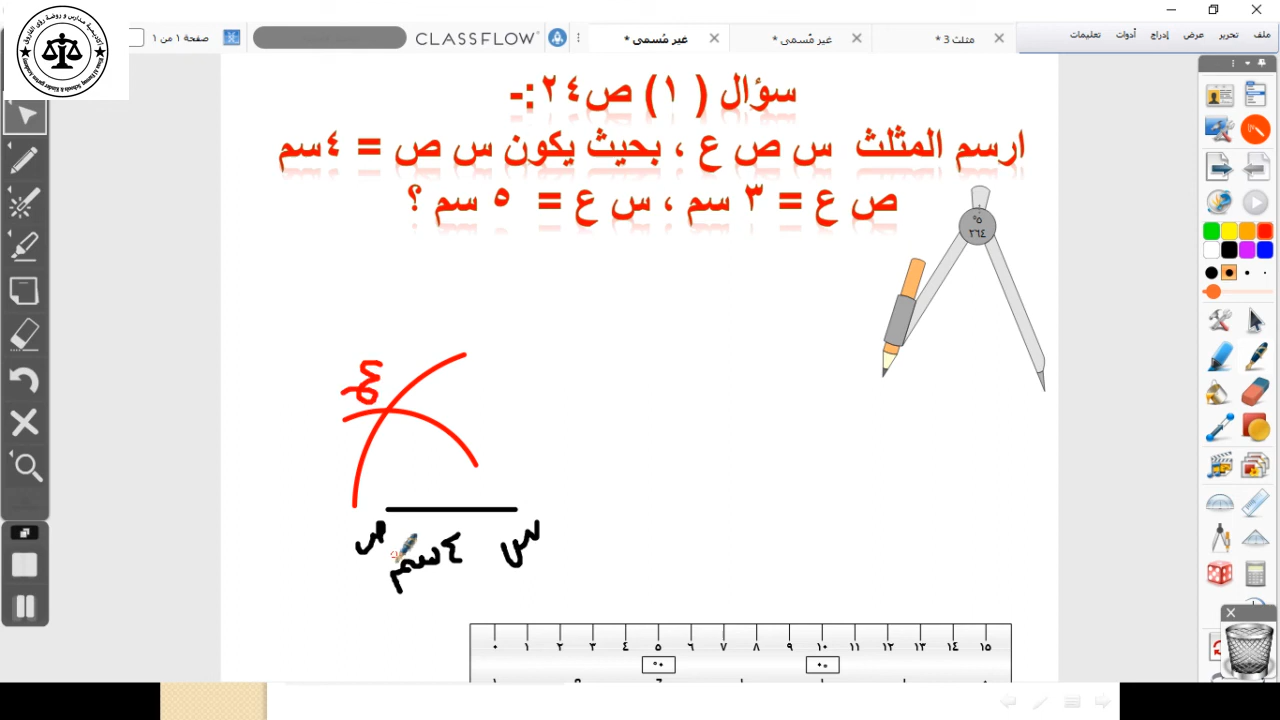 ملف
تحرير
عرض
إدراج
أدوات
تعليمات
مثلث 3 *
غير مُسمى *
غير مُسمى *
CLASSFLOW
صفحة ١ من ١
سؤال ( ١ ) ص٢٤:-
ارسم المثلث س ص ع ، بحيث يكون س ص = ٤سم
ص ع = ٣ سم ، س ع = ٥ سم ؟
°٥
٢٦٤
ع
س
٤سم
ص
٠ ١ ٢ ٣ ٤ ٥ ٦ ٧ ٨ ٩ ١٠ ١١ ١٢ ١٣ ١٤ ١٥